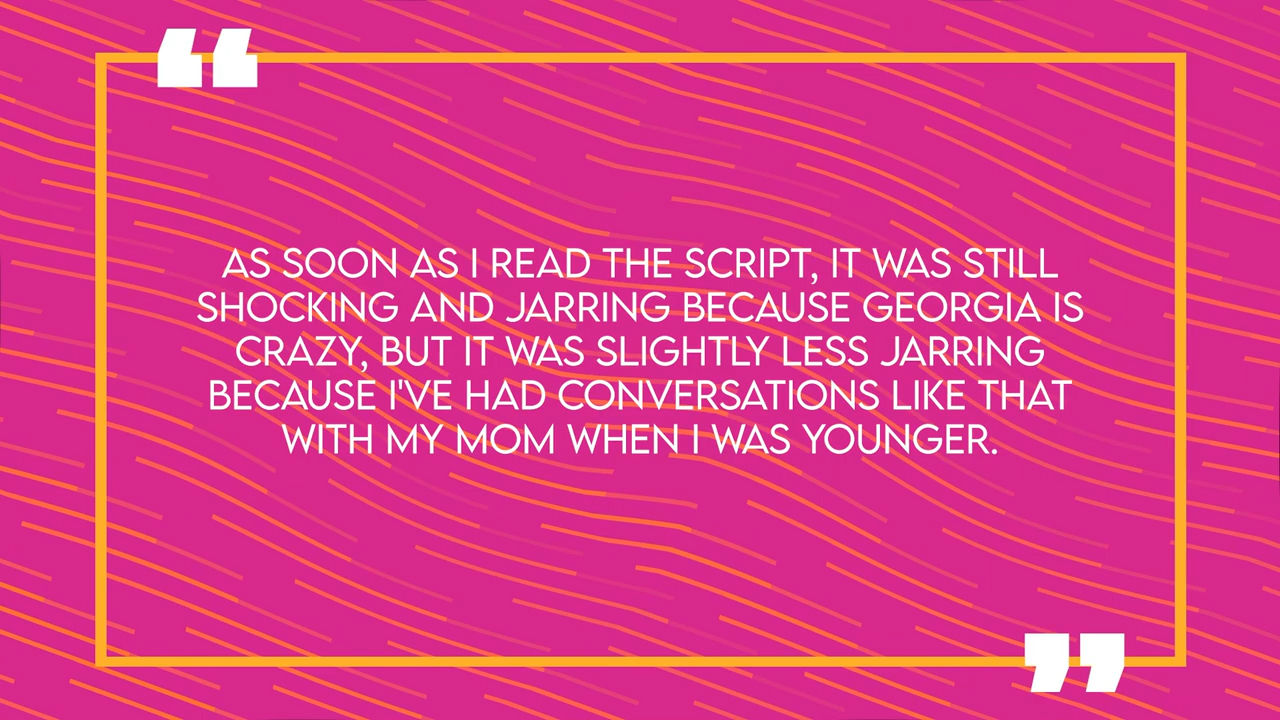 “
AS SOON AS I READ THE SCRIPT, IT WAS STILL
SHOCKING AND JARRING BECAUSE GEORGIA IS
CRAZY, BUT IT WAS SLIGHTLY LESS JARRING
BECAUSE I'VE HAD CONVERSATIONS LIKE THAT
WITH MY MOM WHEN I WAS YOUNGER.
”